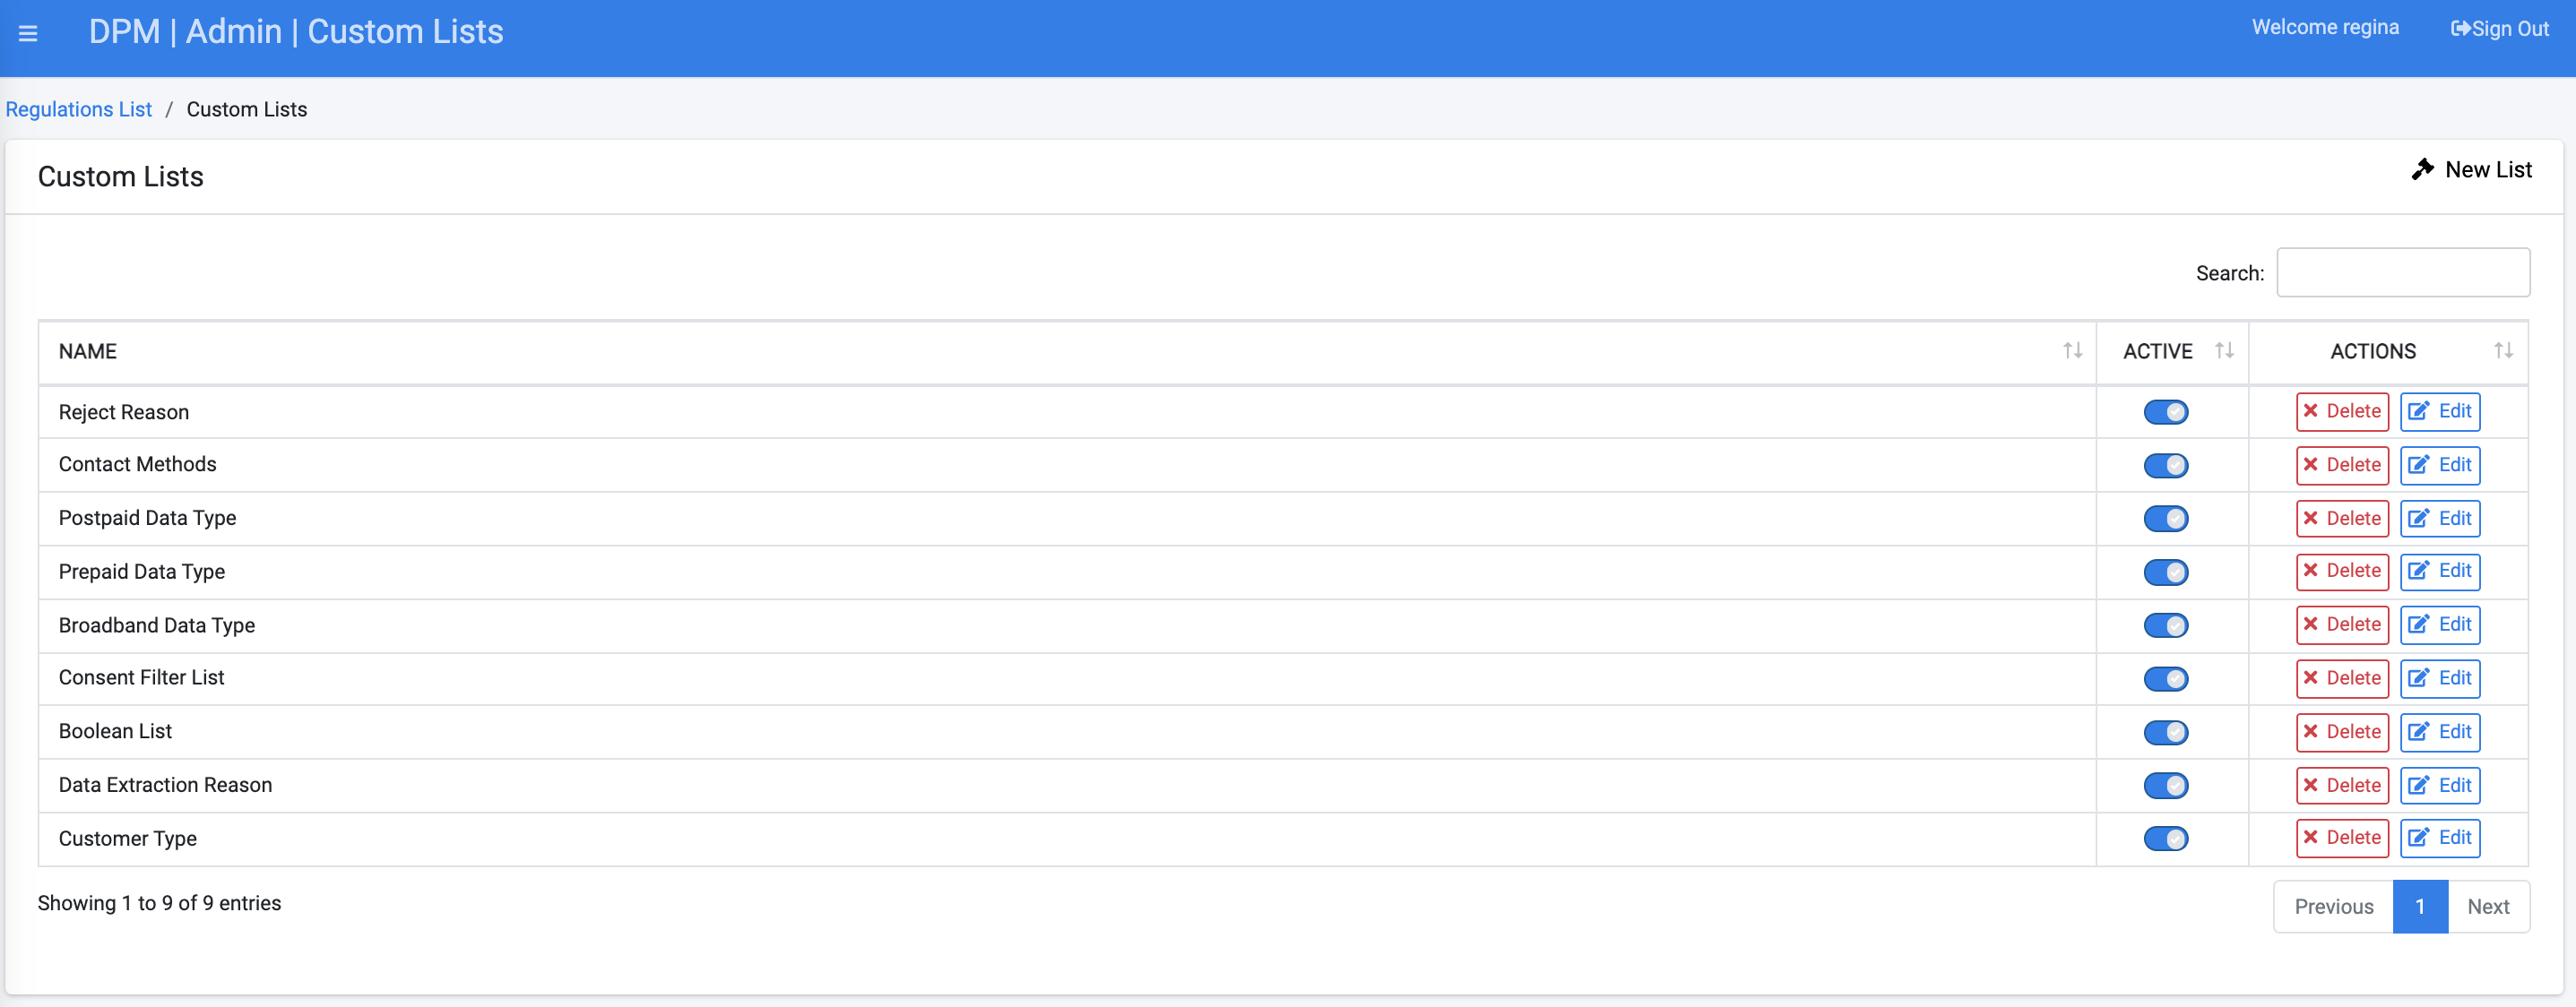 DPM | Admin | Custom Lists
Welcome regina
Sign Out
Regulations List / Custom Lists
Custom Lists
New List
Search:
NAME ACTIVE ACTIONS
Reject Reason Delete Edit
Contact Methods Delete Edit
Postpaid Data Type Delete Edit
Prepaid Data Type Delete Edit
Broadband Data Type Delete Edit
Consent Filter List Delete Edit
Boolean List Delete Edit
Data Extraction Reason Delete Edit
Customer Type Delete Edit
Showing 1 to 9 of 9 entries
Previous 1 Next